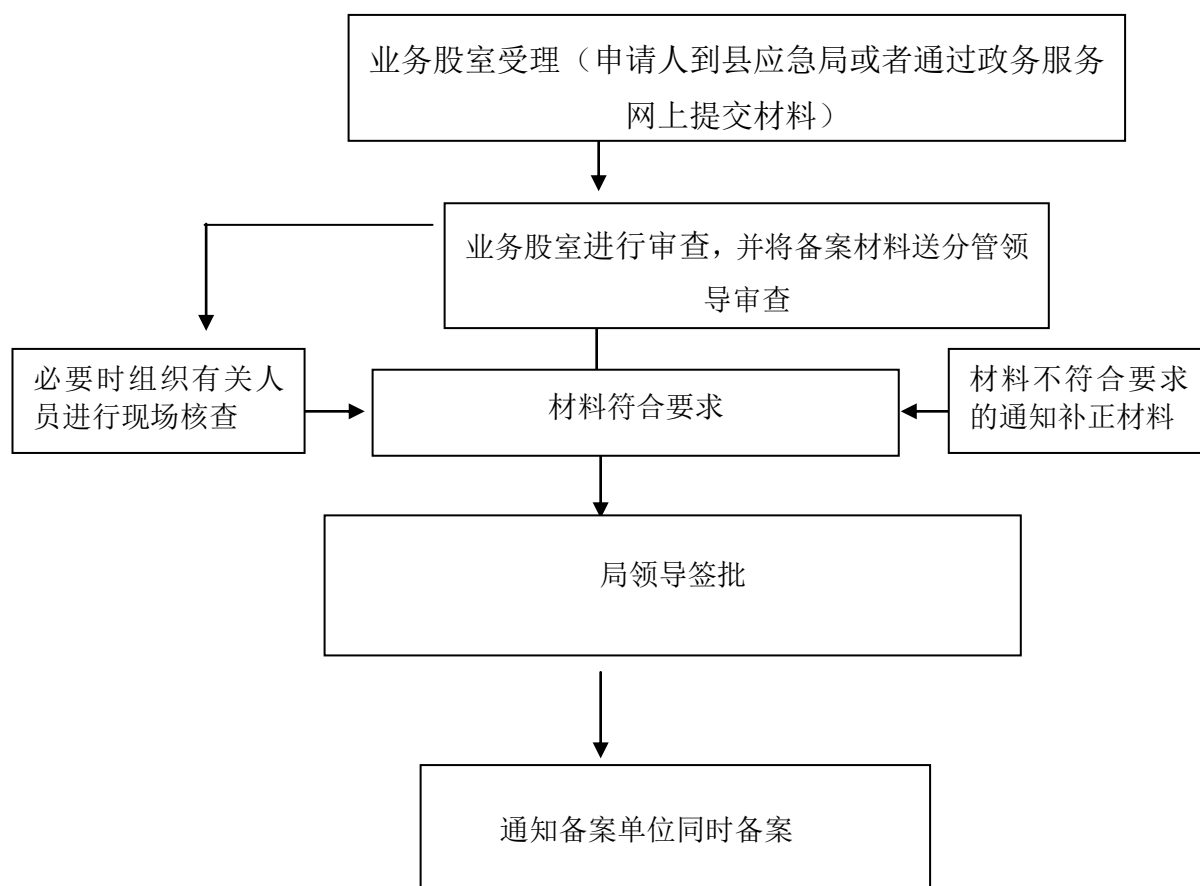 业务股室受理（申请人到县应急局或者通过政务服务
网上提交材料）
业务股室进行审查，并将备案材料送分管领
导审查
必要时组织有关人
员进行现场核查
材料符合要求
材料不符合要求
的通知补正材料
局领导签批
通知备案单位同时备案